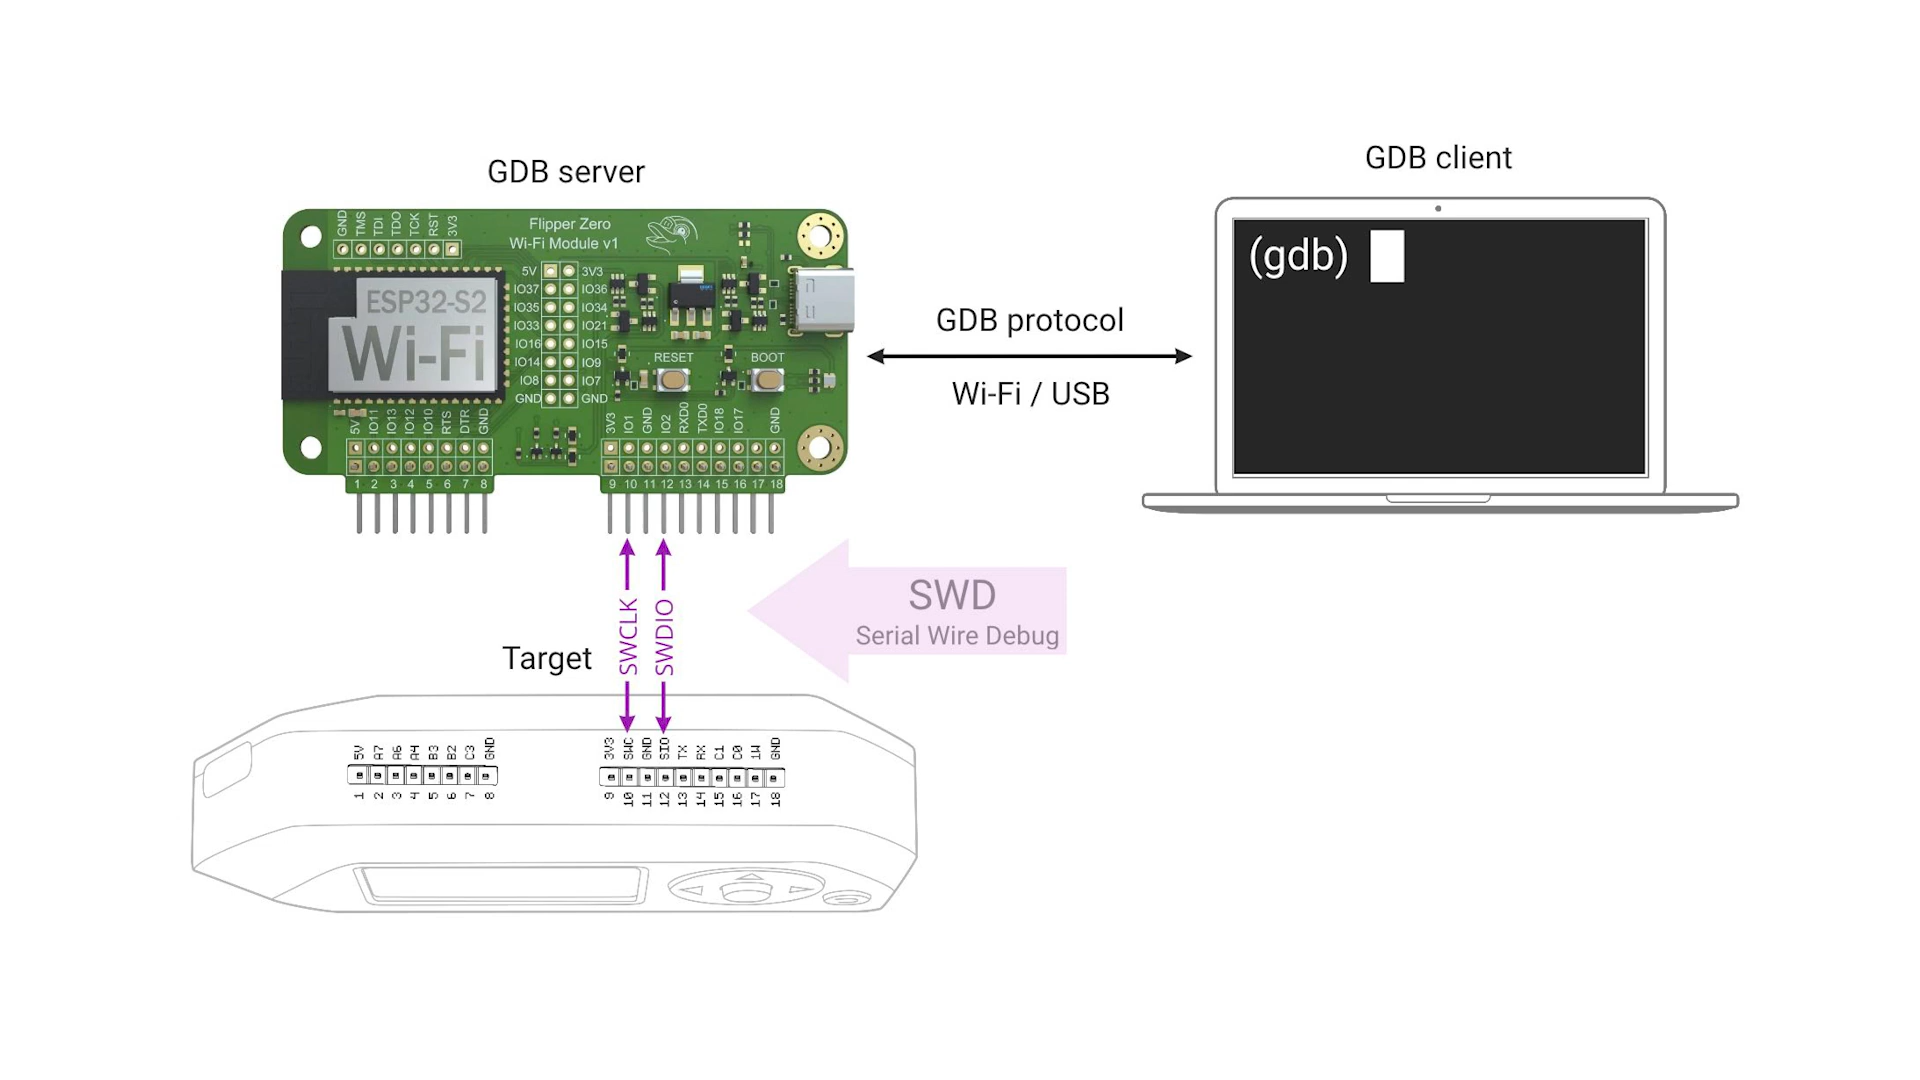 GDB server
GDB client
GND TMS TDI TDO TCK RST 3V3
Flipper Zero
Wi-Fi Module v1
ESP32-S2
Wi-Fi
5V 3V3
IO37 IO36
IO35 IO34
IO33 IO21
IO16 IO15
IO14 IO9
IO8 IO7
GND GND
RESET BOOT
5V IO11 IO13 IO12 IO10 RTS DTR GND
3V3 IO1 GND IO2 RXD0 TXD0 IO18 IO17 GND
1 2 3 4 5 6 7 8
9 10 11 12 13 14 15 16 17 18
GDB protocol
Wi-Fi / USB
(gdb)
SWCLK
SWDIO
SWD
Serial Wire Debug
Target
5V A7 A6 A4 B3 B2 C3 GND
1 2 3 4 5 6 7 8
3V3 SWC GND SIO TX RX C1 C0 1W GND
9 10 11 12 13 14 15 16 17 18